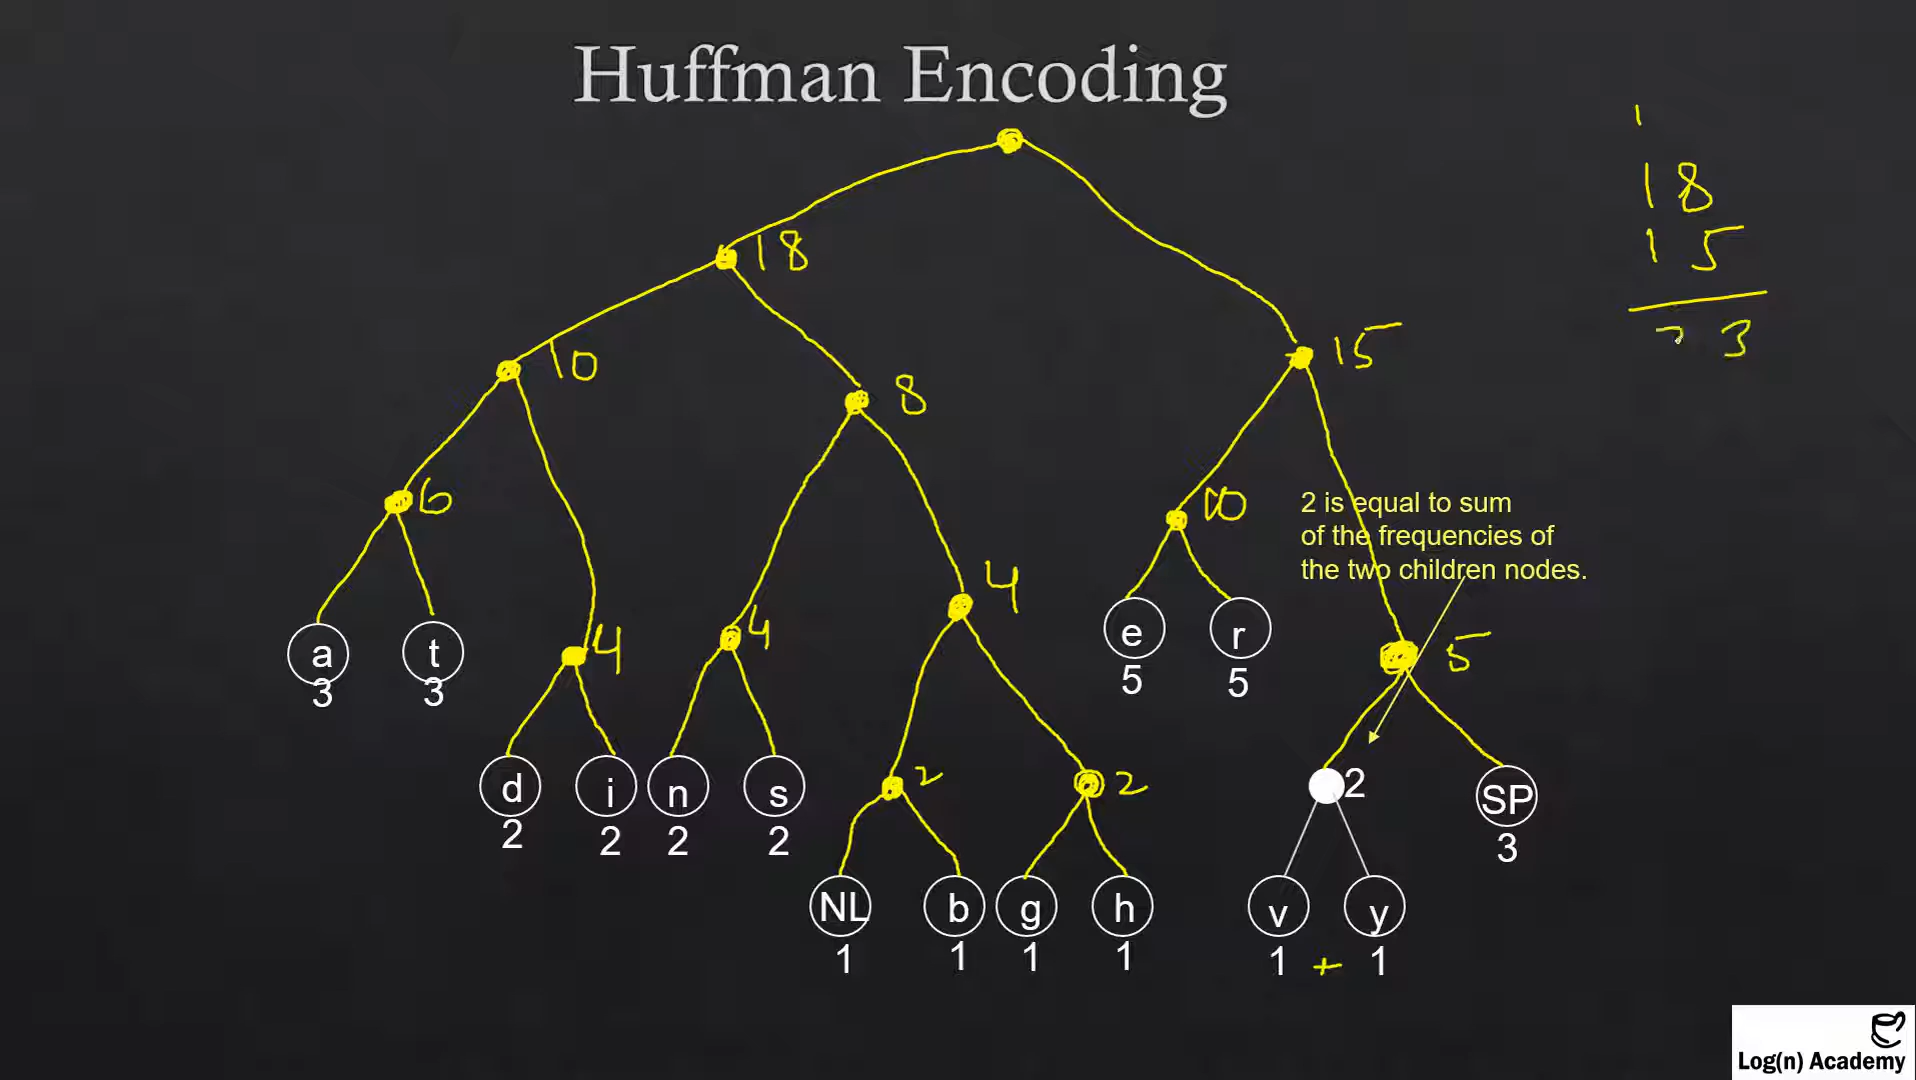 Huffman Encoding
1
18
15
3
18
10
8
15
6
10
2 is equal to sum
of the frequencies of
the two children nodes.
4
4
4
5
a
t
e
r
3
3
5
5
2
2
2
d
i
n
s
SP
2
2
2
2
3
NL
b
g
h
v
y
1
1
1
1
1 + 1
Log(n) Academy